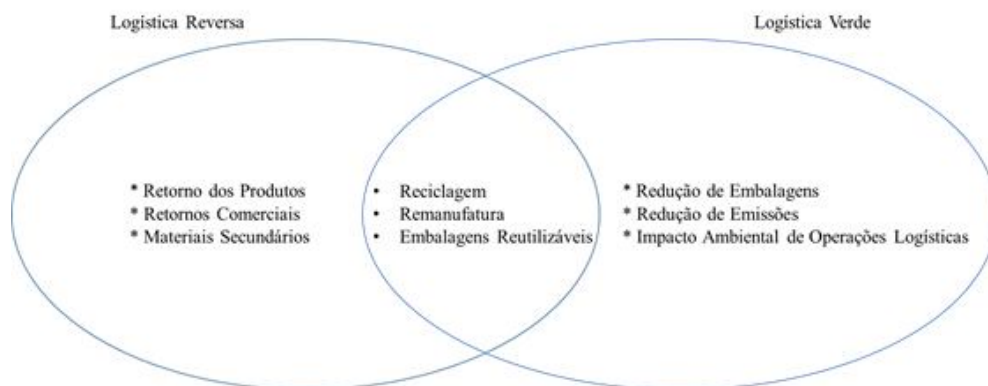 Logística Reversa
Logística Verde
* Retorno dos Produtos
* Retornos Comerciais
* Materiais Secundários
• Reciclagem
• Remanufatura
• Embalagens Reutilizáveis
* Redução de Embalagens
* Redução de Emissões
* Impacto Ambiental de Operações Logísticas